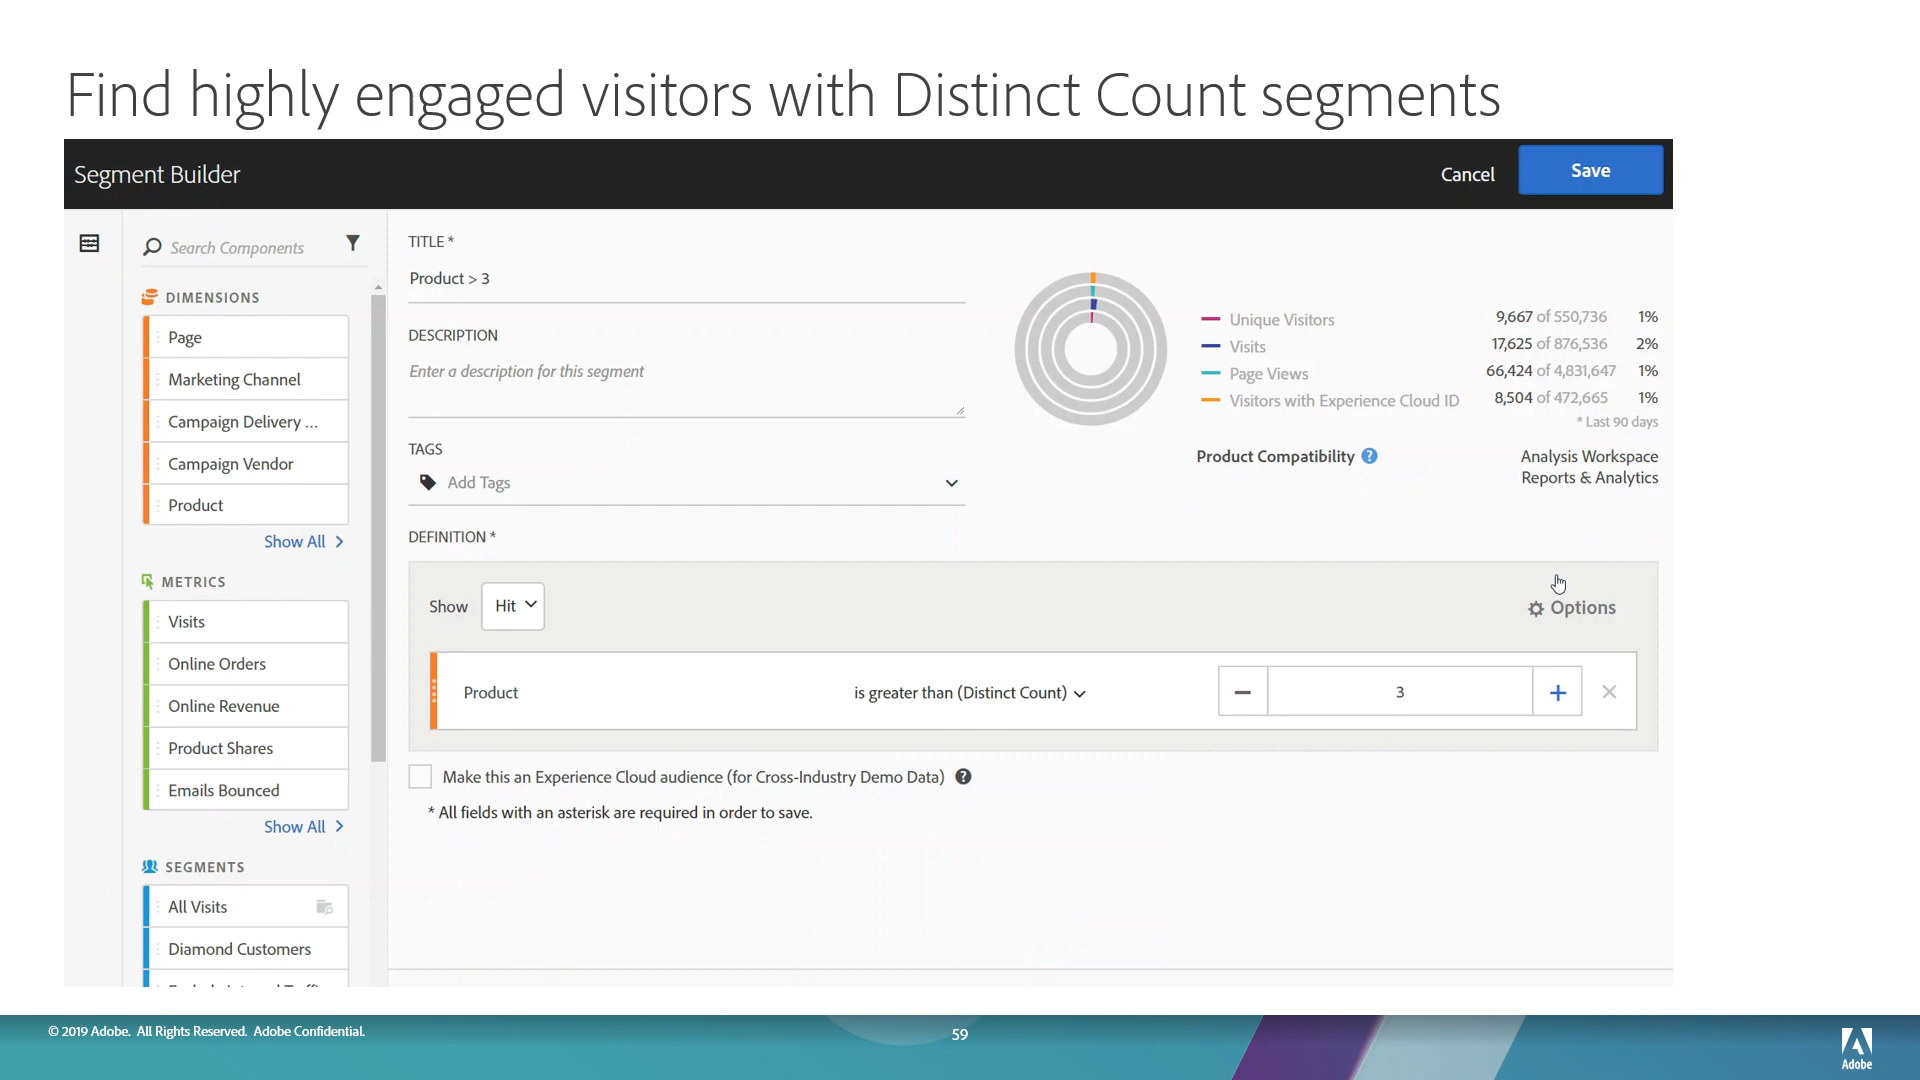 Find highly engaged visitors with Distinct Count segments
Segment Builder
Cancel
Save
Search Components
DIMENSIONS
Page
Marketing Channel
Campaign Delivery ...
Campaign Vendor
Product
Show All
METRICS
Visits
Online Orders
Online Revenue
Product Shares
Emails Bounced
Show All
SEGMENTS
All Visits
Diamond Customers
TITLE *
Product > 3
DESCRIPTION
Enter a description for this segment
TAGS
Add Tags
Unique Visitors 9,667 of 550,736 1%
Visits 17,625 of 876,536 2%
Page Views 66,424 of 4,831,647 1%
Visitors with Experience Cloud ID 8,504 of 472,665 1%
* Last 90 days
Product Compatibility ? Analysis Workspace
Reports & Analytics
DEFINITION *
Show Hit
Options
Product is greater than (Distinct Count) 3
Make this an Experience Cloud audience (for Cross-Industry Demo Data) ?
* All fields with an asterisk are required in order to save.
© 2019 Adobe. All Rights Reserved. Adobe Confidential.
59
Adobe